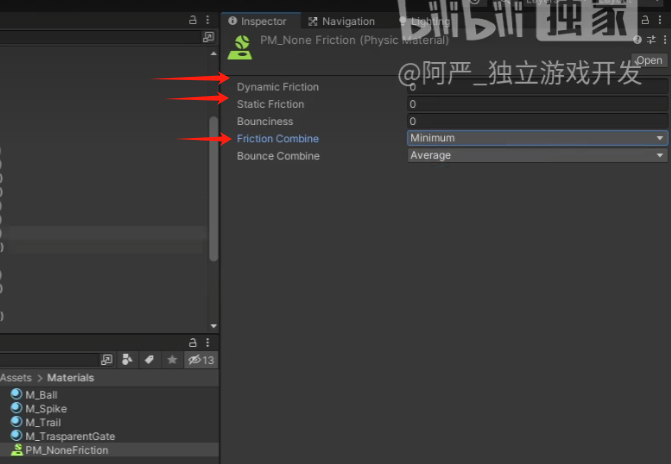 Inspector
Navigation
Lighting
bilibili 独家
PM_None Friction (Physic Material)
Open
@阿严_独立游戏开发
Dynamic Friction 0
Static Friction 0
Bounciness 0
Friction Combine Minimum
Bounce Combine Average
13
Assets > Materials
M_Ball
M_Spike
M_Trail
M_TrasparentGate
PM_NoneFriction